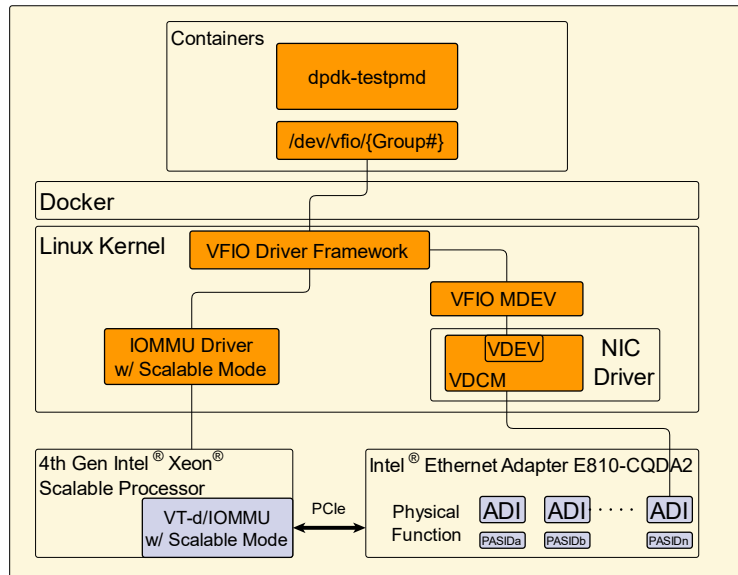 Containers
dpdk-testpmd
/dev/vfio/{Group#}
Docker
Linux Kernel
VFIO Driver Framework
VFIO MDEV
IOMMU Driver
w/ Scalable Mode
VDEV
VDCM
NIC
Driver
4th Gen Intel® Xeon®
Scalable Processor
VT-d/IOMMU
w/ Scalable Mode
PCIe
Intel® Ethernet Adapter E810-CQDA2
Physical
Function
ADI ADI ····· ADI
PASIDa PASIDb PASIDn